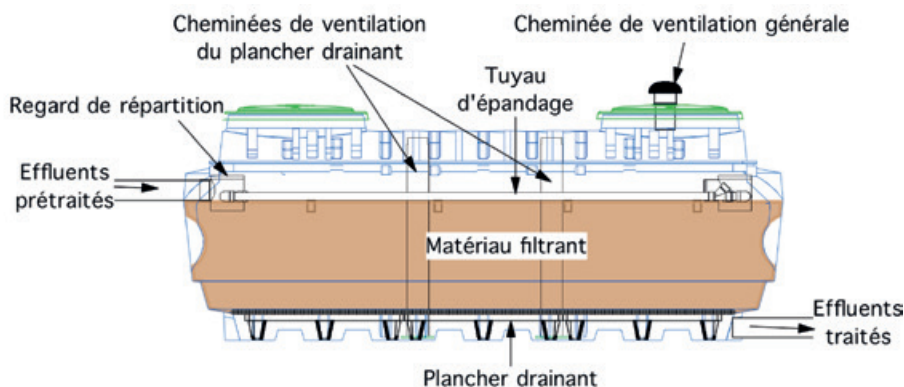 Cheminées de ventilation
du plancher drainant
Cheminée de ventilation générale
Tuyau
d'épandage
Regard de répartition
Effluents
prétraités
Matériau filtrant
Effluents
traités
Plancher drainant